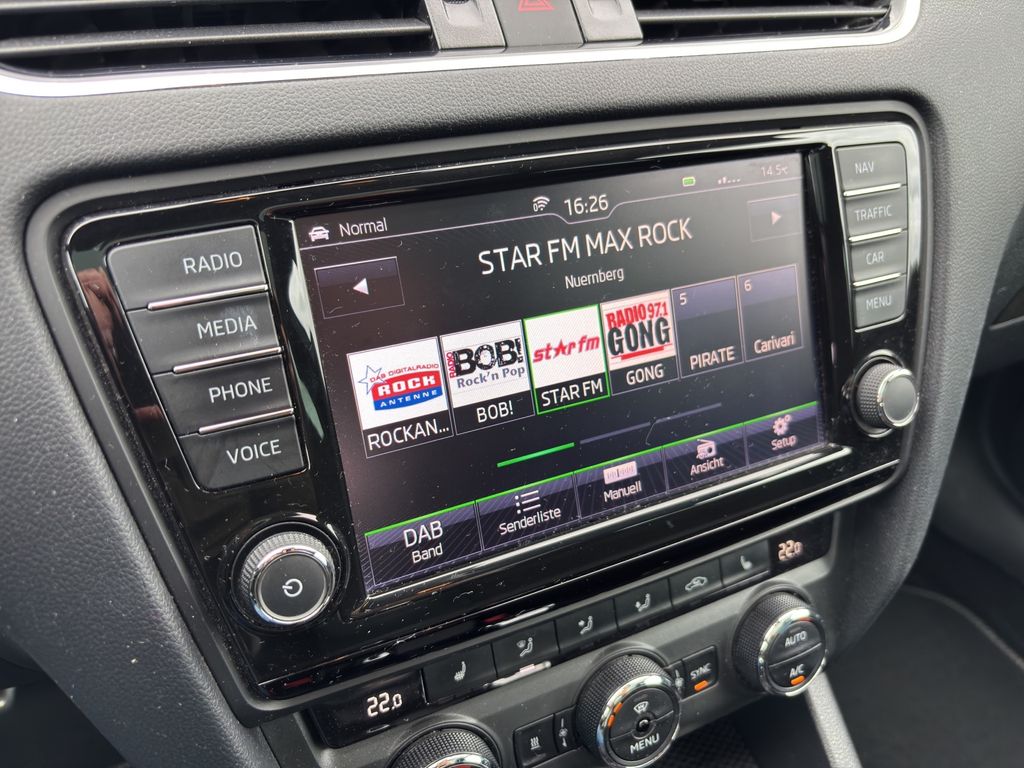 Normal
16:26
14.5°C
STAR FM MAX ROCK
Nuernberg
RADIO
MEDIA
PHONE
VOICE
NAV
TRAFFIC
CAR
MENU
DAS DIGITALRADIO
ROCK
ANTENNE
ROCKAN...
RADIO
BOB!
Rock'n Pop
BOB!
star fm
STAR FM
RADIO 97.1
GONG
GONG
5
PIRATE
6
Carivari
DAB
Band
Senderliste
Manuell
Ansicht
Setup
22.0
22.0
MENU
SYNC
AUTO
A/C